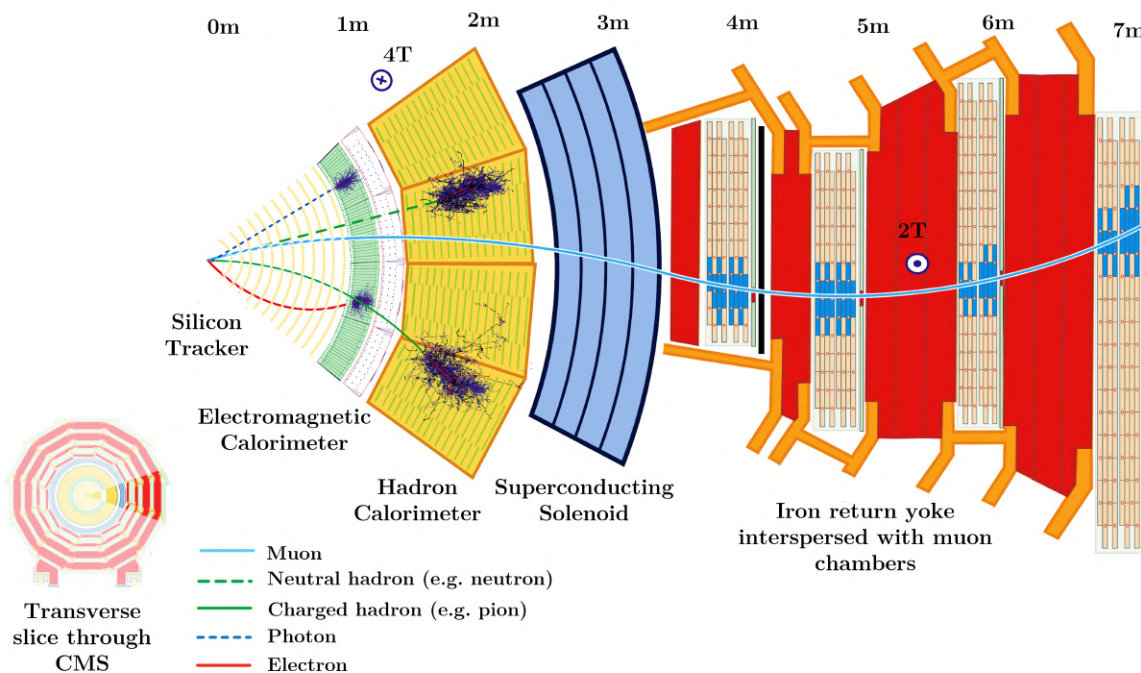 0m 1m 2m 3m 4m 5m 6m 7m
4T
2T
Silicon
Tracker
Electromagnetic
Calorimeter
Hadron
Calorimeter
Superconducting
Solenoid
Iron return yoke
interspersed with muon
chambers
Transverse
slice through
CMS
Muon
Neutral hadron (e.g. neutron)
Charged hadron (e.g. pion)
Photon
Electron